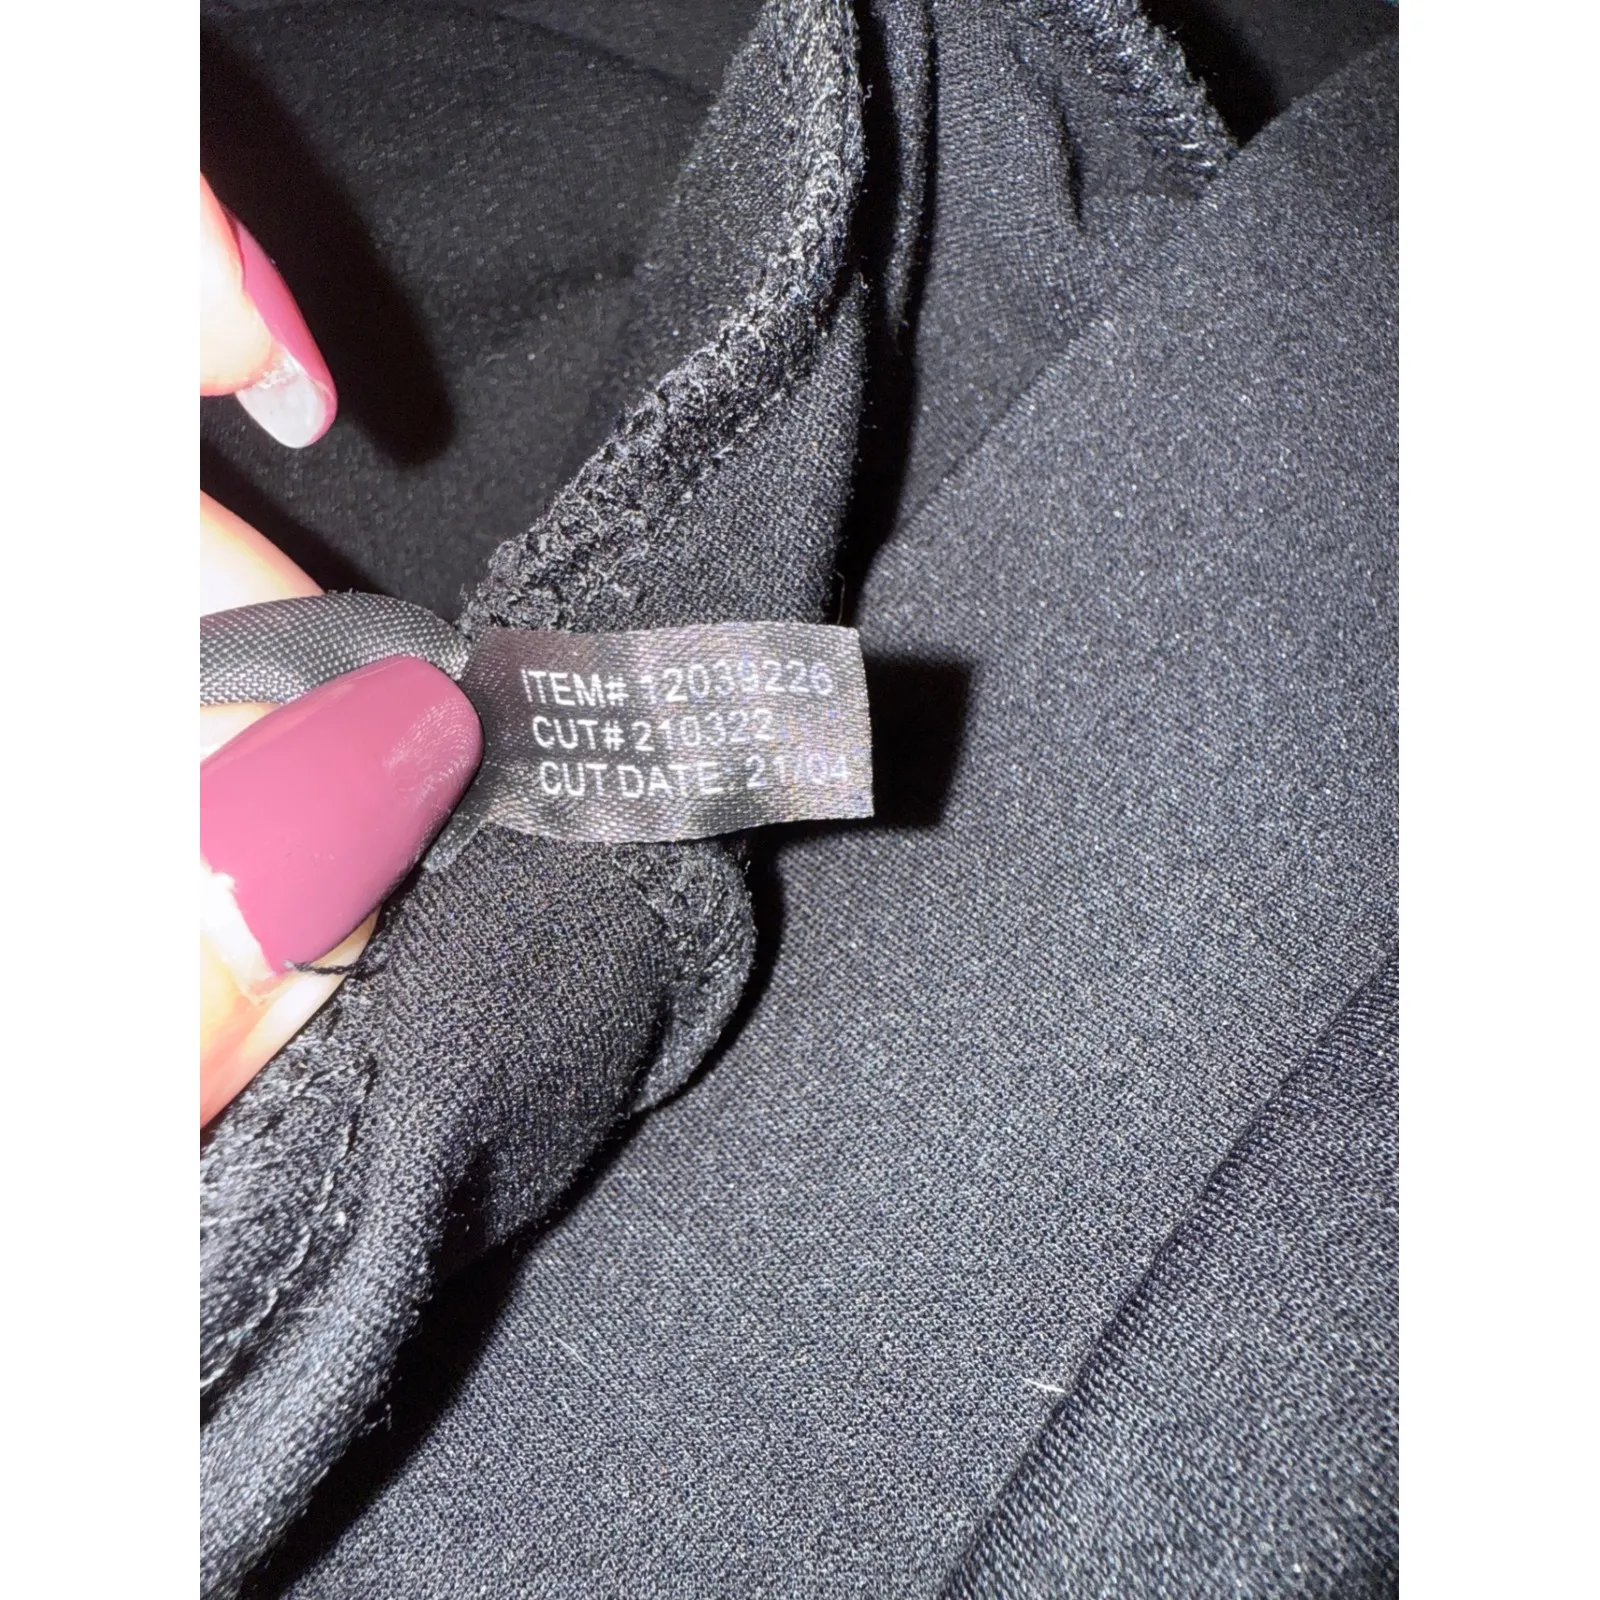 ITEM# 12039226
CUT# 210322
CUT DATE 21/04